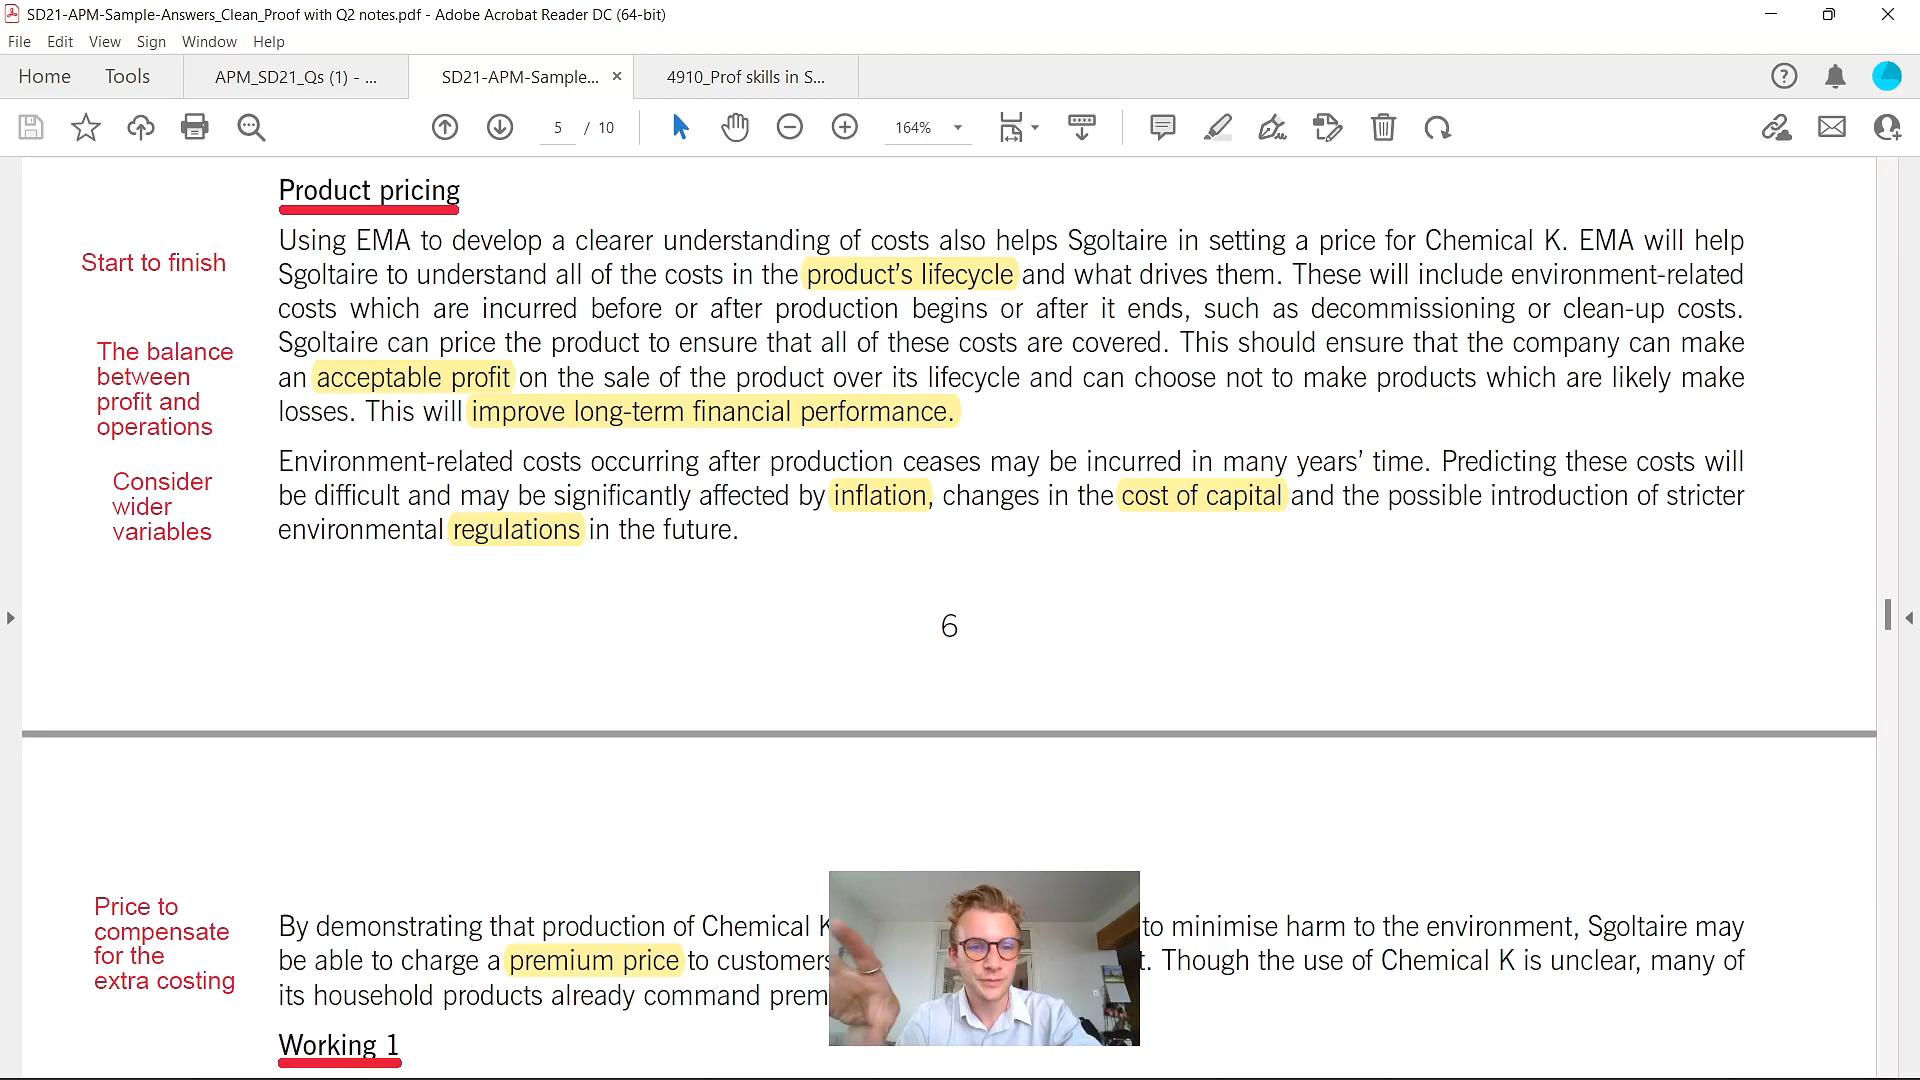 SD21-APM-Sample-Answers_Clean_Proof with Q2 notes.pdf - Adobe Acrobat Reader DC (64-bit)
File Edit View Sign Window Help
Home Tools APM_SD21_Qs (1) - ... SD21-APM-Sample... × 4910_Prof skills in S...
5 / 10 164%
Product pricing
Start to finish
Using EMA to develop a clearer understanding of costs also helps Sgoltaire in setting a price for Chemical K. EMA will help
Sgoltaire to understand all of the costs in the product's lifecycle and what drives them. These will include environment-related
costs which are incurred before or after production begins or after it ends, such as decommissioning or clean-up costs.
Sgoltaire can price the product to ensure that all of these costs are covered. This should ensure that the company can make
an acceptable profit on the sale of the product over its lifecycle and can choose not to make products which are likely make
losses. This will improve long-term financial performance.
The balance
between
profit and
operations
Consider
wider
variables
Environment-related costs occurring after production ceases may be incurred in many years' time. Predicting these costs will
be difficult and may be significantly affected by inflation, changes in the cost of capital and the possible introduction of stricter
environmental regulations in the future.
6
Price to
compensate
for the
extra costing
By demonstrating that production of Chemical K to minimise harm to the environment, Sgoltaire may
be able to charge a premium price to customers t. Though the use of Chemical K is unclear, many of
its household products already command prem
Working 1